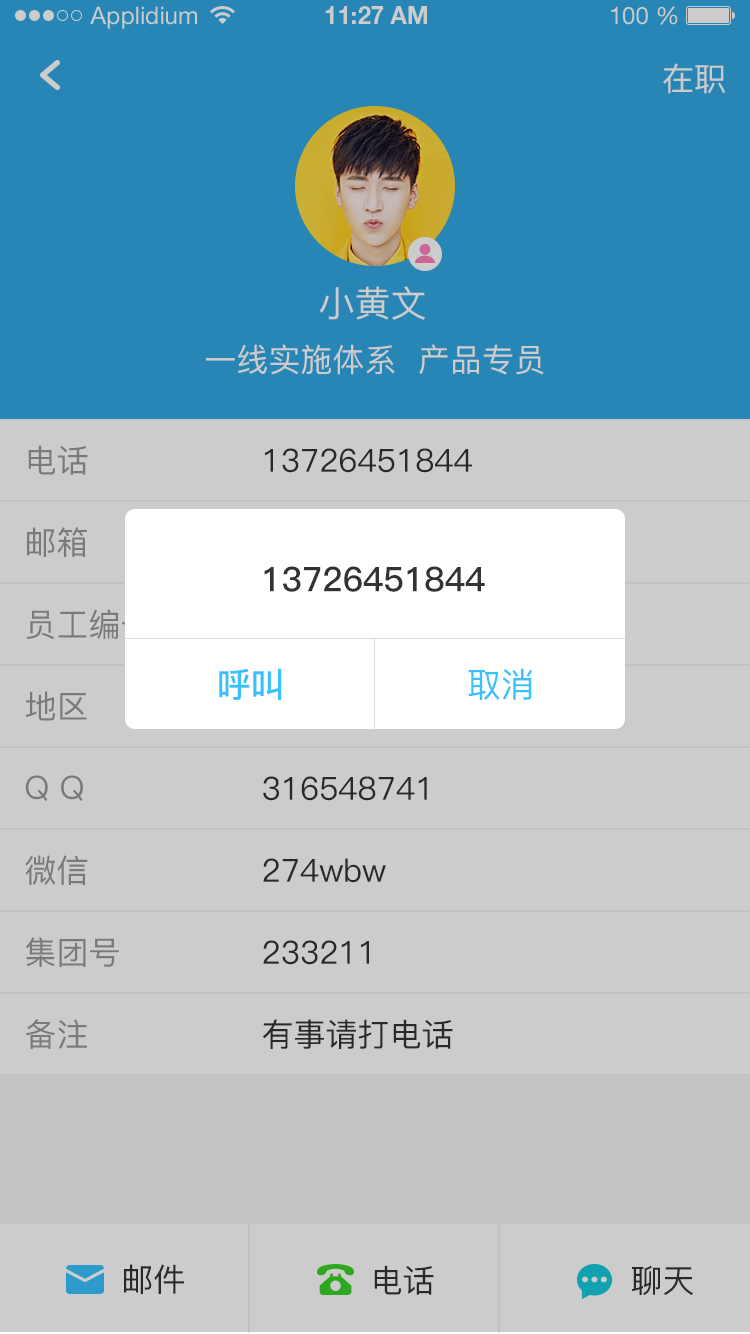 Applidium 11:27 AM 100 %
在职
小黄文
一线实施体系 产品专员
电话 13726451844
邮箱
13726451844
员工编
呼叫 取消
地区
Q Q 316548741
微信 274wbw
集团号 233211
备注 有事请打电话
邮件 电话 聊天